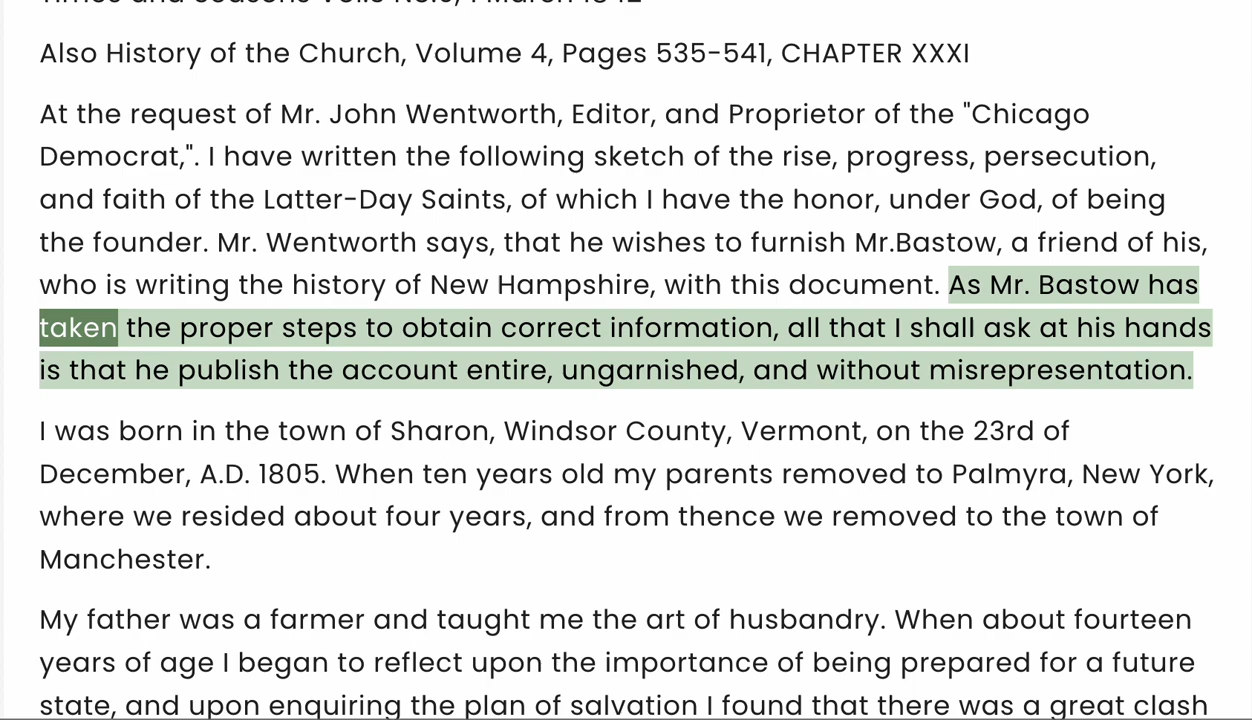 Times and Seasons Vol.3 No.9, 1 March 1842
Also History of the Church, Volume 4, Pages 535-541, CHAPTER XXXI
At the request of Mr. John Wentworth, Editor, and Proprietor of the "Chicago
Democrat,". I have written the following sketch of the rise, progress, persecution,
and faith of the Latter-Day Saints, of which I have the honor, under God, of being
the founder. Mr. Wentworth says, that he wishes to furnish Mr.Bastow, a friend of his,
who is writing the history of New Hampshire, with this document. As Mr. Bastow has
taken the proper steps to obtain correct information, all that I shall ask at his hands
is that he publish the account entire, ungarnished, and without misrepresentation.
I was born in the town of Sharon, Windsor County, Vermont, on the 23rd of
December, A.D. 1805. When ten years old my parents removed to Palmyra, New York,
where we resided about four years, and from thence we removed to the town of
Manchester.
My father was a farmer and taught me the art of husbandry. When about fourteen
years of age I began to reflect upon the importance of being prepared for a future
state, and upon enquiring the plan of salvation I found that there was a great clash